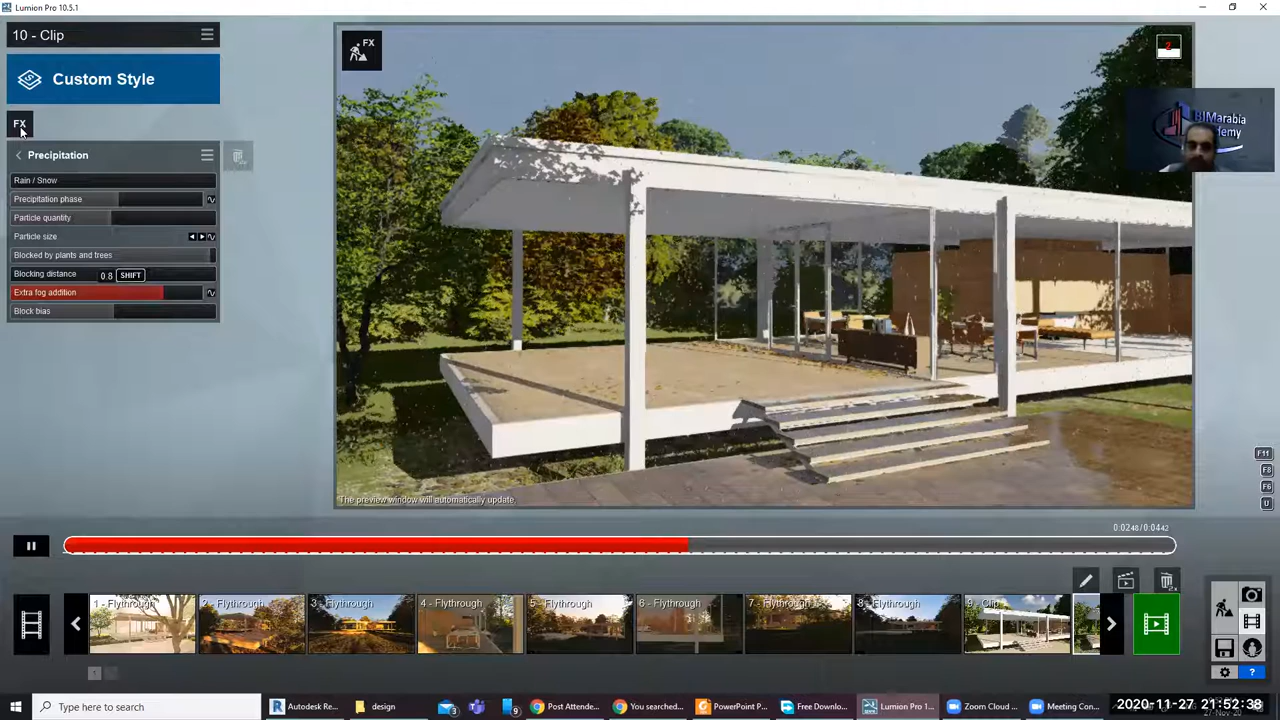 Lumion Pro 10.5.1
10 - Clip
Custom Style
FX
Precipitation
Rain / Snow
Precipitation phase
Particle quantity
Particle size
Blocked by plants and trees
Blocking distance
0.8 SHIFT
Extra fog addition
Block bias
FX
2
BIMarabia
The preview window will automatically update.
F11
F8
F6
U
0:0248/0:0442
1 - Flythrough
2 - Flythrough
3 - Flythrough
4 - Flythrough
5 - Flythrough
6 - Flythrough
7 - Flythrough
8 - Flythrough
9 - Clip
1
?
Type here to search
Autodesk Re...
design
3
9
Post Attende...
You searched...
PowerPoint P...
Free Downlo...
Lumion Pro 1...
Zoom Cloud ...
Meeting Con...
2020-11-27 21:52:38